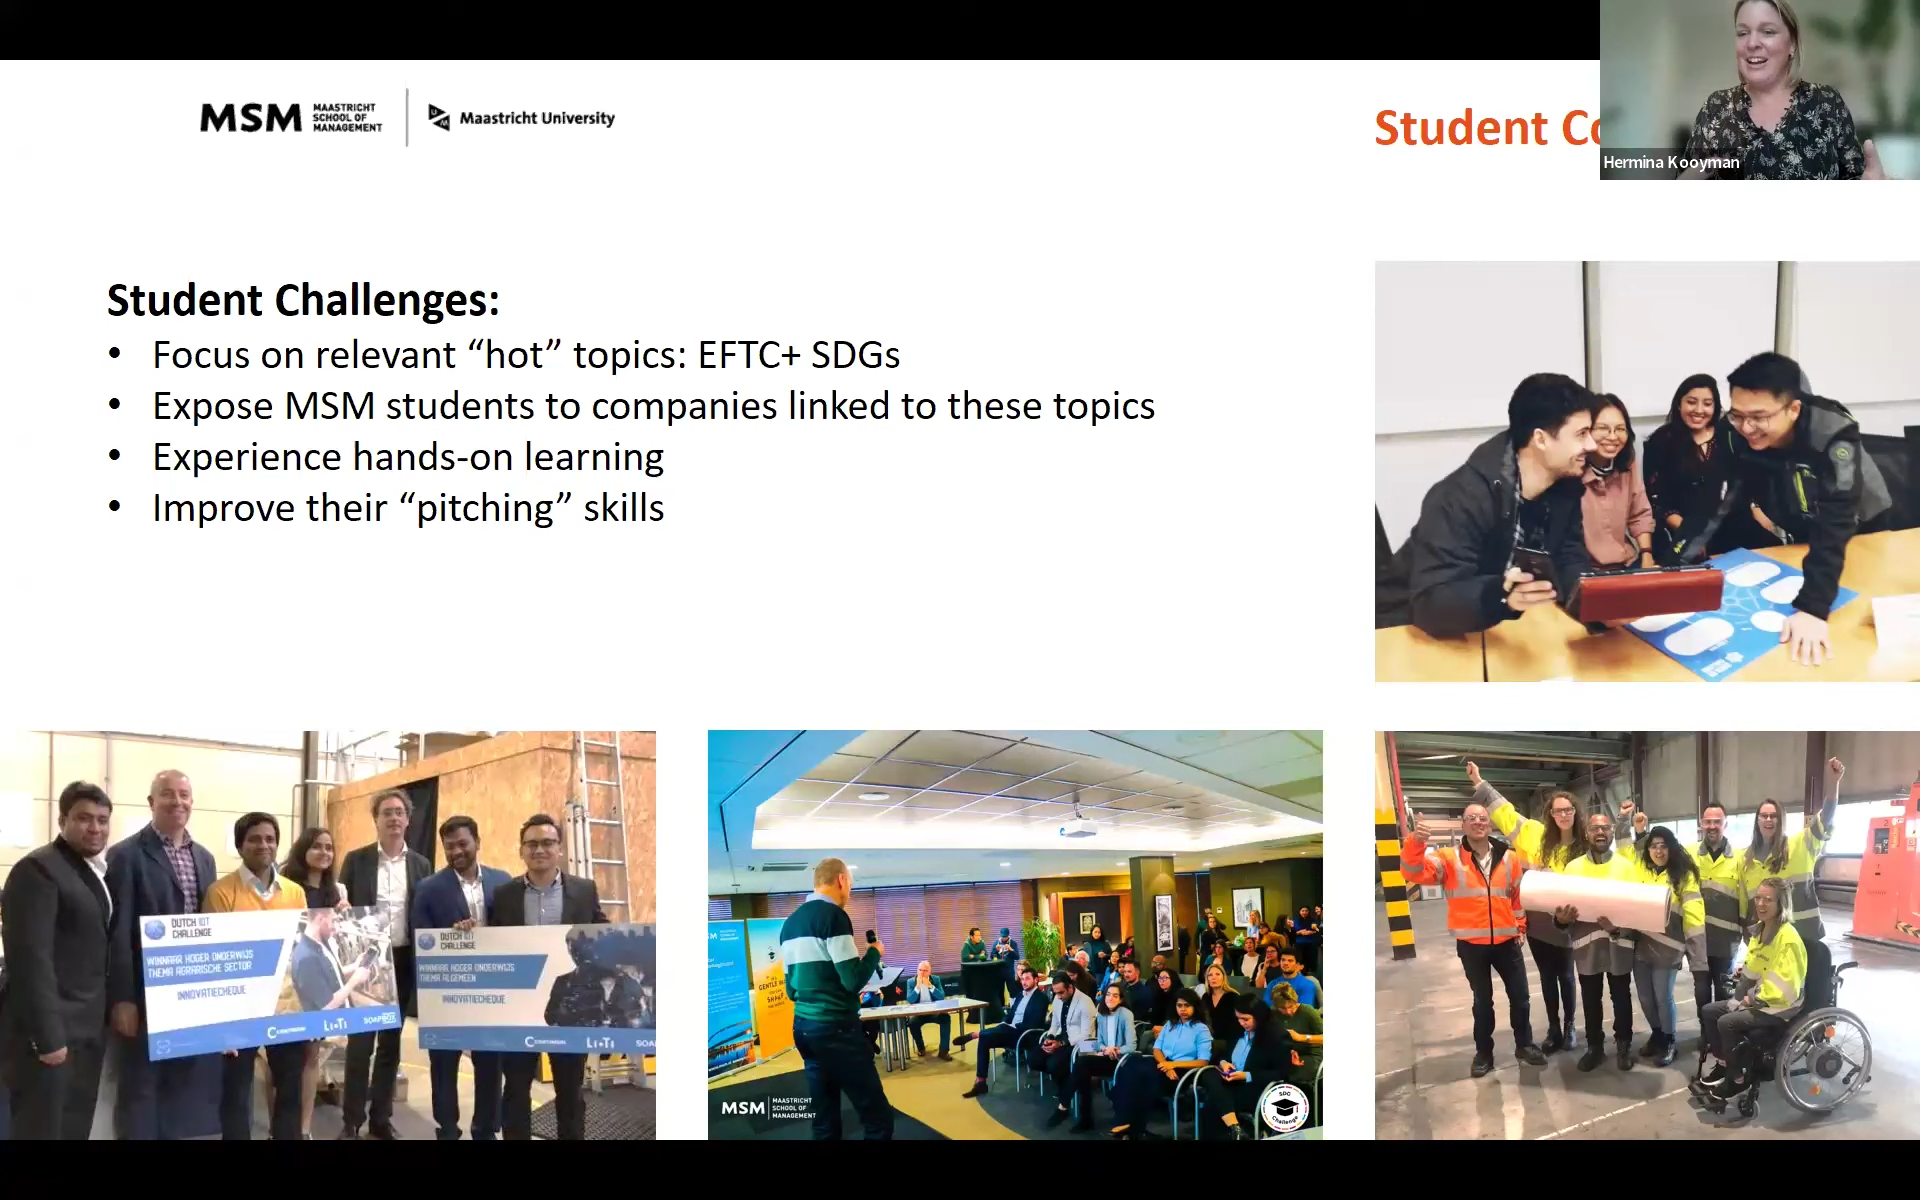 MSM MAASTRICHT
SCHOOL OF
MANAGEMENT
Maastricht University
Student Co
Hermina Kooyman
Student Challenges:
• Focus on relevant “hot” topics: EFTC+ SDGs
• Expose MSM students to companies linked to these topics
• Experience hands-on learning
• Improve their “pitching” skills
DUTCH IOT
CHALLENGE
WINNAAR HOGER ONDERWIJS
THEMA AGRARISCHE SECTOR
INNOVATIECHEQUE
DUTCH IOT
CHALLENGE
WINNAAR HOGER ONDERWIJS
THEMA ALGEMEEN
INNOVATIECHEQUE
MSM MAASTRICHT
SCHOOL OF
MANAGEMENT
SDG
Challenge